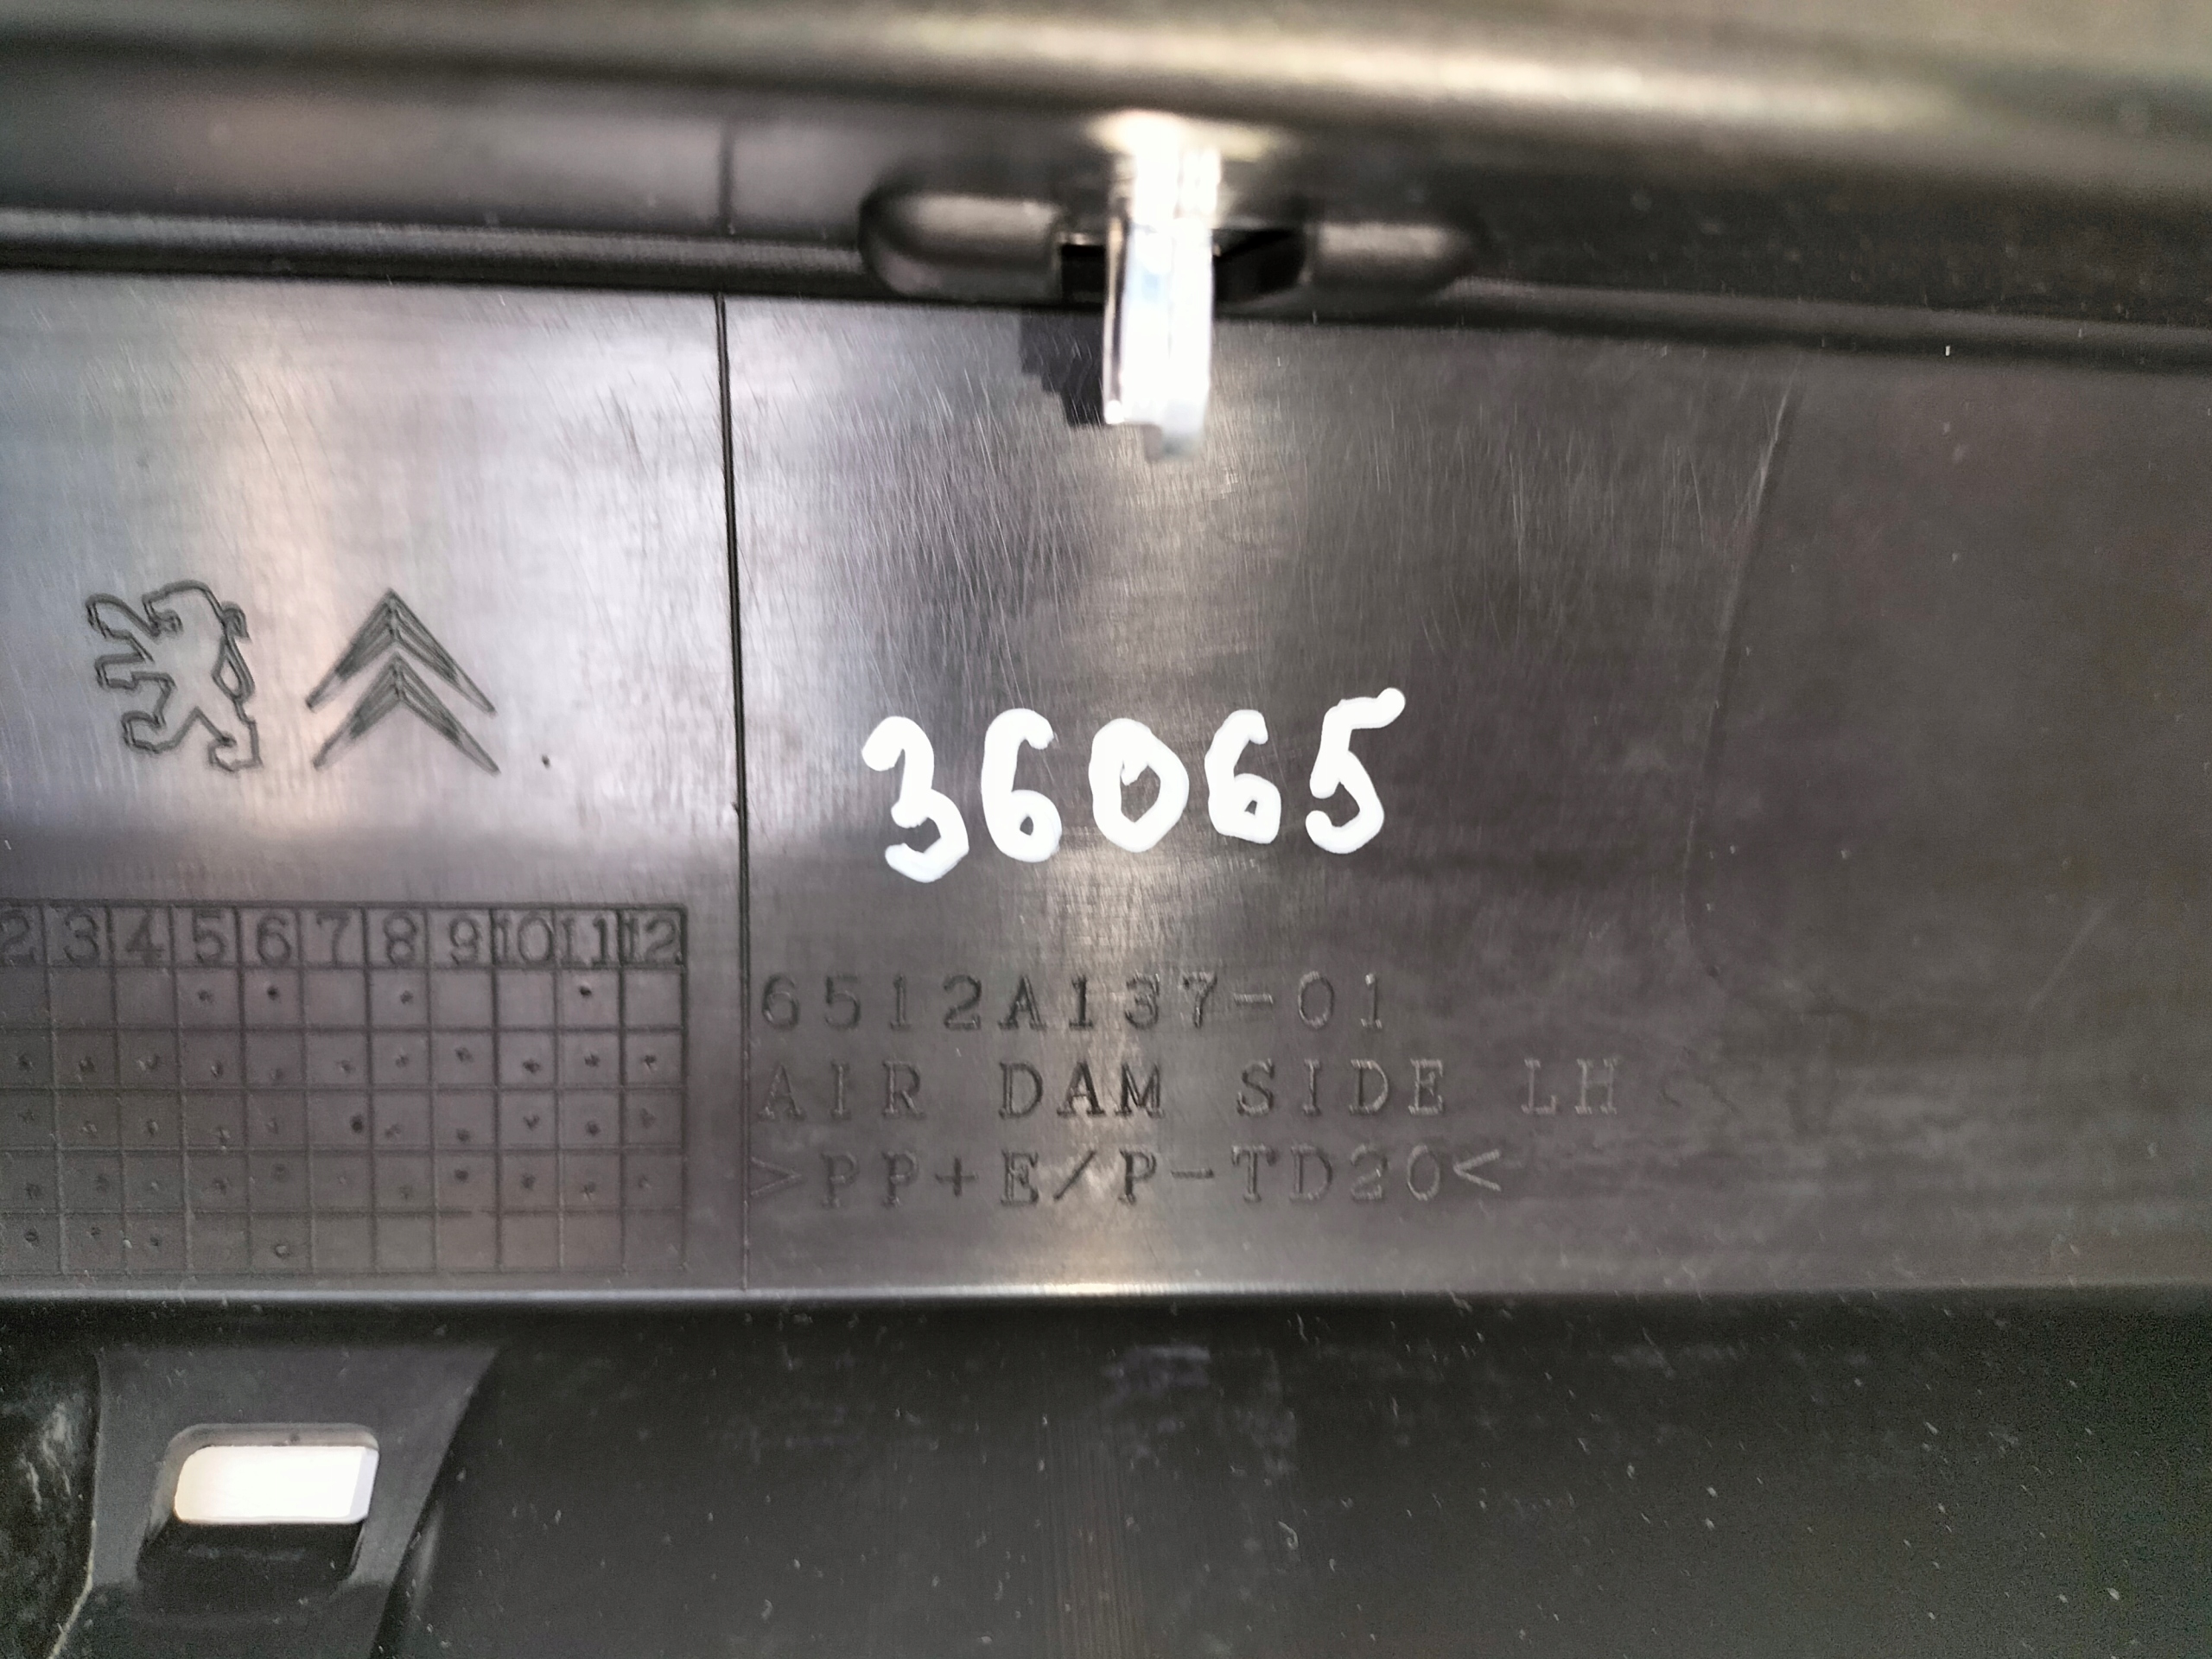 36065
2 3 4 5 6 7 8 9 10 11 12
6512A137-01
AIR DAM SIDE LH
>PP+E/P-TD20<